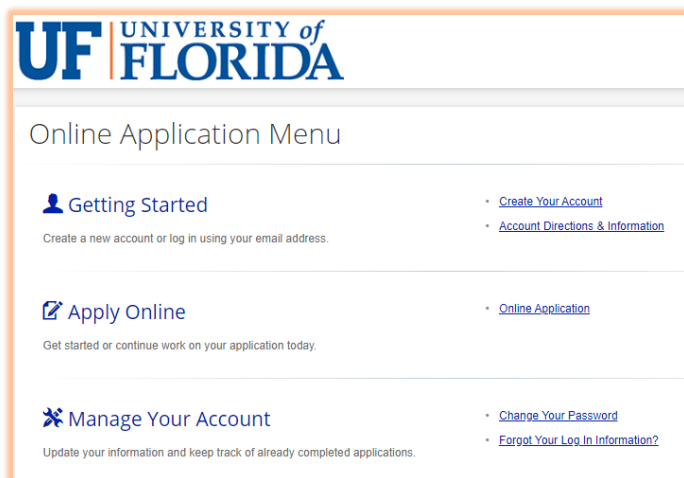 UF UNIVERSITY of
FLORIDA
Online Application Menu
Getting Started
Create a new account or log in using your email address.
Create Your Account
Account Directions & Information
Apply Online
Get started or continue work on your application today.
Online Application
Manage Your Account
Update your information and keep track of already completed applications.
Change Your Password
Forgot Your Log In Information?